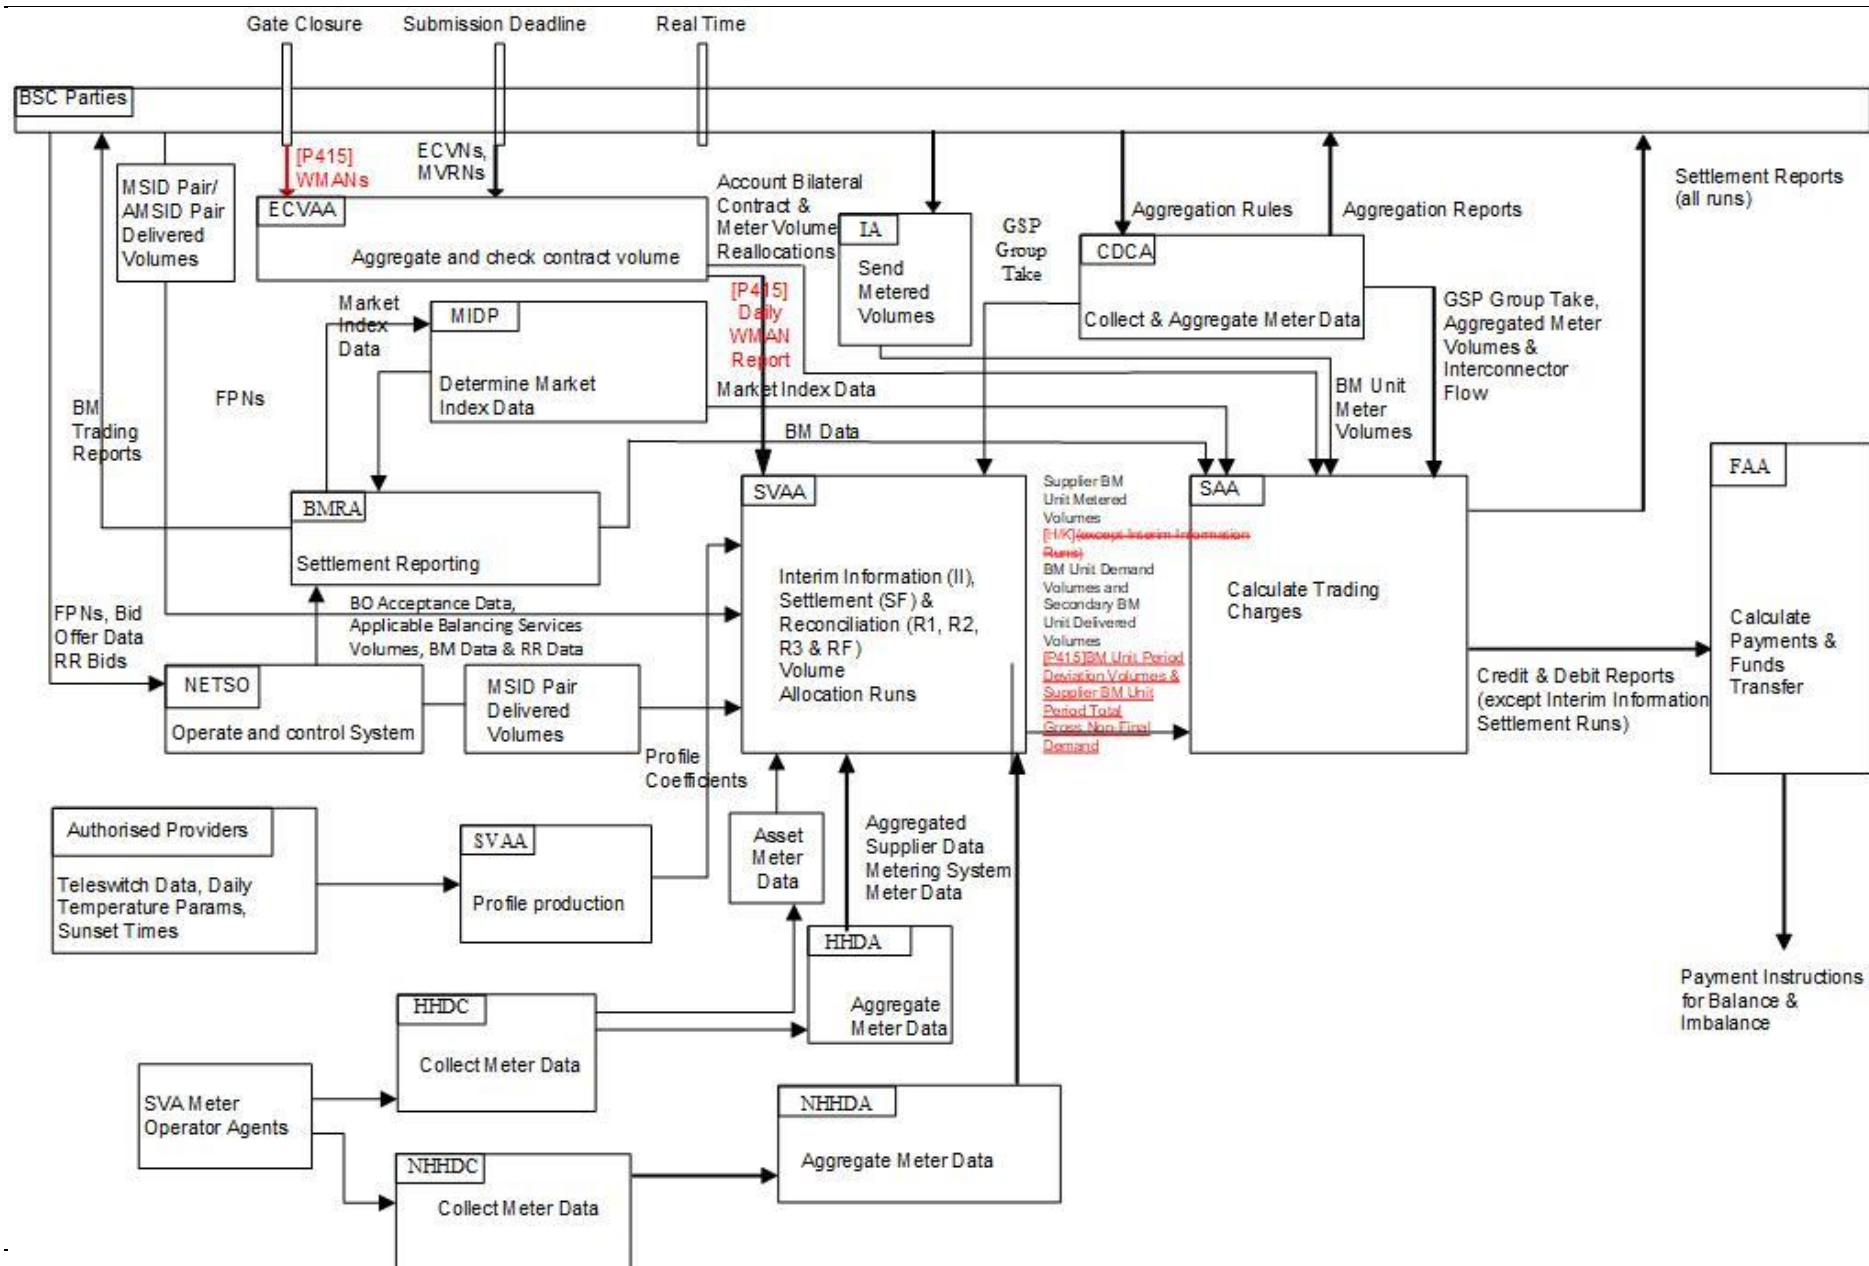 Gate Closure
Submission Deadline
Real Time
BSC Parties
[P415]
WMANs
ECVNs,
MVRNs
MSID Pair/
AMSID Pair
Delivered
Volumes
ECVAA
Aggregate and check contract volume
Account Bilateral
Contract &
Meter Volume
Reallocations
[P415]
Daily
WMAN
Report
IA
Send
Metered
Volumes
GSP
Group
Take
Aggregation Rules
Aggregation Reports
CDCA
Collect & Aggregate Meter Data
Settlement Reports
(all runs)
GSP Group Take,
Aggregated Meter
Volumes &
Interconnector
Flow
Market
Index
Data
MIDP
Determine Market
Index Data
Market Index Data
BM Unit
Meter
Volumes
FPNs
BM
Trading
Reports
BM Data
BMRA
Settlement Reporting
SVAA
Interim Information (II),
Settlement (SF) &
Reconciliation (R1, R2,
R3 & RF)
Volume
Allocation Runs
Supplier BM
Unit Metered
Volumes
[H/K](except Interim Information
Runs)
BM Unit Demand
Volumes and
Secondary BM
Unit Delivered
Volumes
[P415]BM Unit Period
Deviation Volumes &
Supplier BM Unit
Period Total
Gross Non-Final
Demand
SAA
Calculate Trading
Charges
FAA
Calculate
Payments &
Funds
Transfer
FPNs, Bid
Offer Data
RR Bids
BO Acceptance Data,
Applicable Balancing Services
Volumes, BM Data & RR Data
NETSO
Operate and control System
MSID Pair
Delivered
Volumes
Credit & Debit Reports
(except Interim Information
Settlement Runs)
Profile
Coefficients
Authorised Providers
Teleswitch Data, Daily
Temperature Params,
Sunset Times
SVAA
Profile production
Asset
Meter
Data
Aggregated
Supplier Data
Metering System
Meter Data
HHDA
Aggregate
Meter Data
Payment Instructions
for Balance &
Imbalance
HHDC
Collect Meter Data
SVA Meter
Operator Agents
NHHDA
Aggregate Meter Data
NHHDC
Collect Meter Data